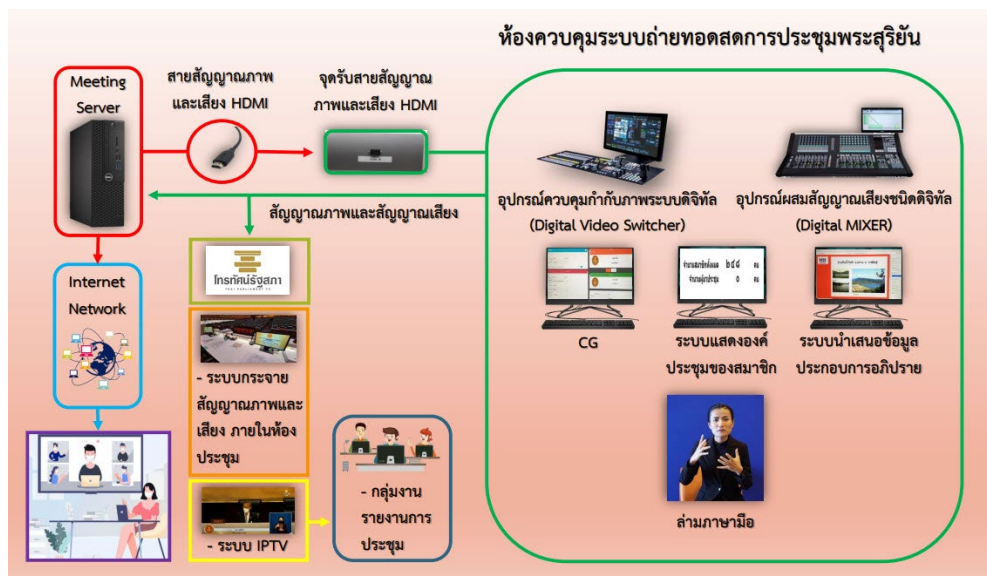 ห้องควบคุมระบบถ่ายทอดสดการประชุมพระสุริยัน
Meeting
Server
สายสัญญาณภาพ
และเสียง HDMI
จุดรับสายสัญญาณ
ภาพและเสียง HDMI
สัญญาณภาพและสัญญาณเสียง
อุปกรณ์ควบคุมกำกับภาพระบบดิจิทัล
(Digital Video Switcher)
อุปกรณ์ผสมสัญญาณเสียงชนิดดิจิทัล
(Digital MIXER)
Internet
Network
โทรทัศน์รัฐสภา
THAI PARLIAMENT TV
- ระบบกระจาย
สัญญาณภาพและ
เสียง ภายในห้อง
ประชุม
- ระบบ IPTV
- กลุ่มงาน
รายงานการ
ประชุม
CG
ระบบแสดงองค์
ประชุมของสมาชิก
ระบบนำเสนอข้อมูล
ประกอบการอภิปราย
ล่ามภาษามือ